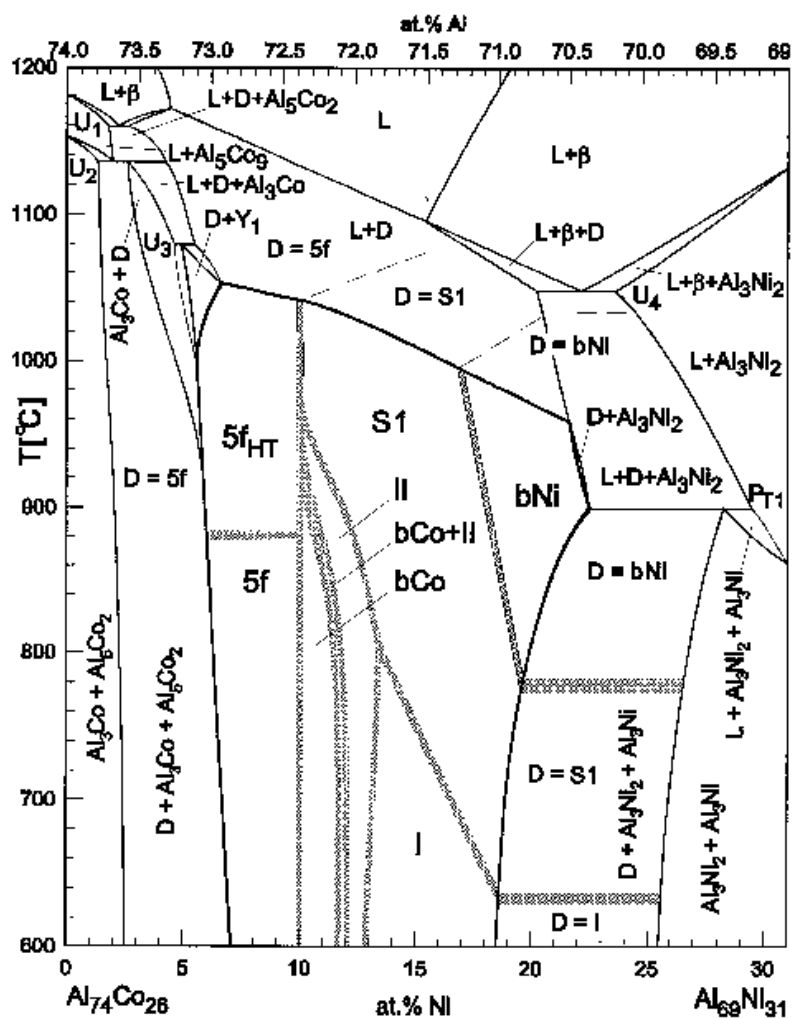 at.% Al
74.0 73.5 73.0 72.4 72.0 71.5 71.0 70.5 70.0 69.5 69
1200
L+β
L+D+Al5Co2
L
U1
L+β
L+Al5Co9
U2
L+D+Al3Co
1100
D+Y1
L+D
L+β+D
D = 5f
U3
L+β+Al3Ni2
D = S1
U4
Al3Co + D
1000
D = bNi
L+Al3Ni2
T[°C]
5fHT
S1
D+Al3Ni2
D = 5f
II
bNi
L+D+Al3Ni2
PT1
900
bCo+II
5f
bCo
D = bNi
800
Al3Co + Al5Co2
D + Al3Co + Al5Co2
L + Al3Ni2 + Al3Ni
D = S1
D + Al3Ni2 + Al3Ni
700
I
Al3Ni2 + Al3Ni
D = I
600
0 5 10 15 20 25 30
Al74Co26
at.% Ni
Al69Ni31